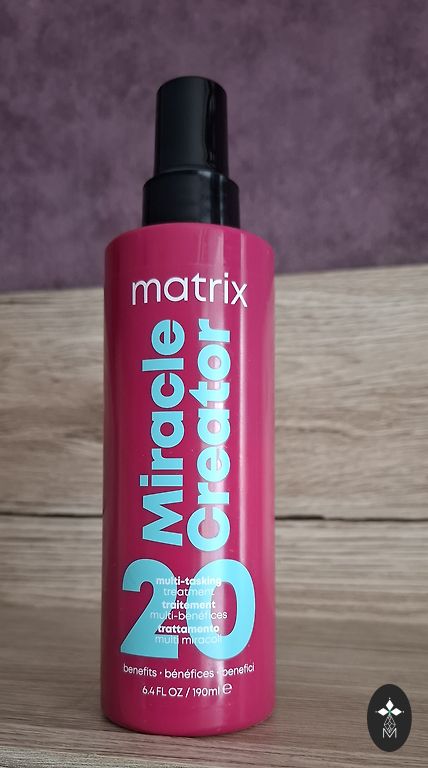 matrix
Miracle
Creator
20
multi-tasking
treatment
traitement
multi-bénéfices
trattamento
multi miracoli
benefits · bénéfices · benefici
6.4 FL OZ / 190ml ℮
M